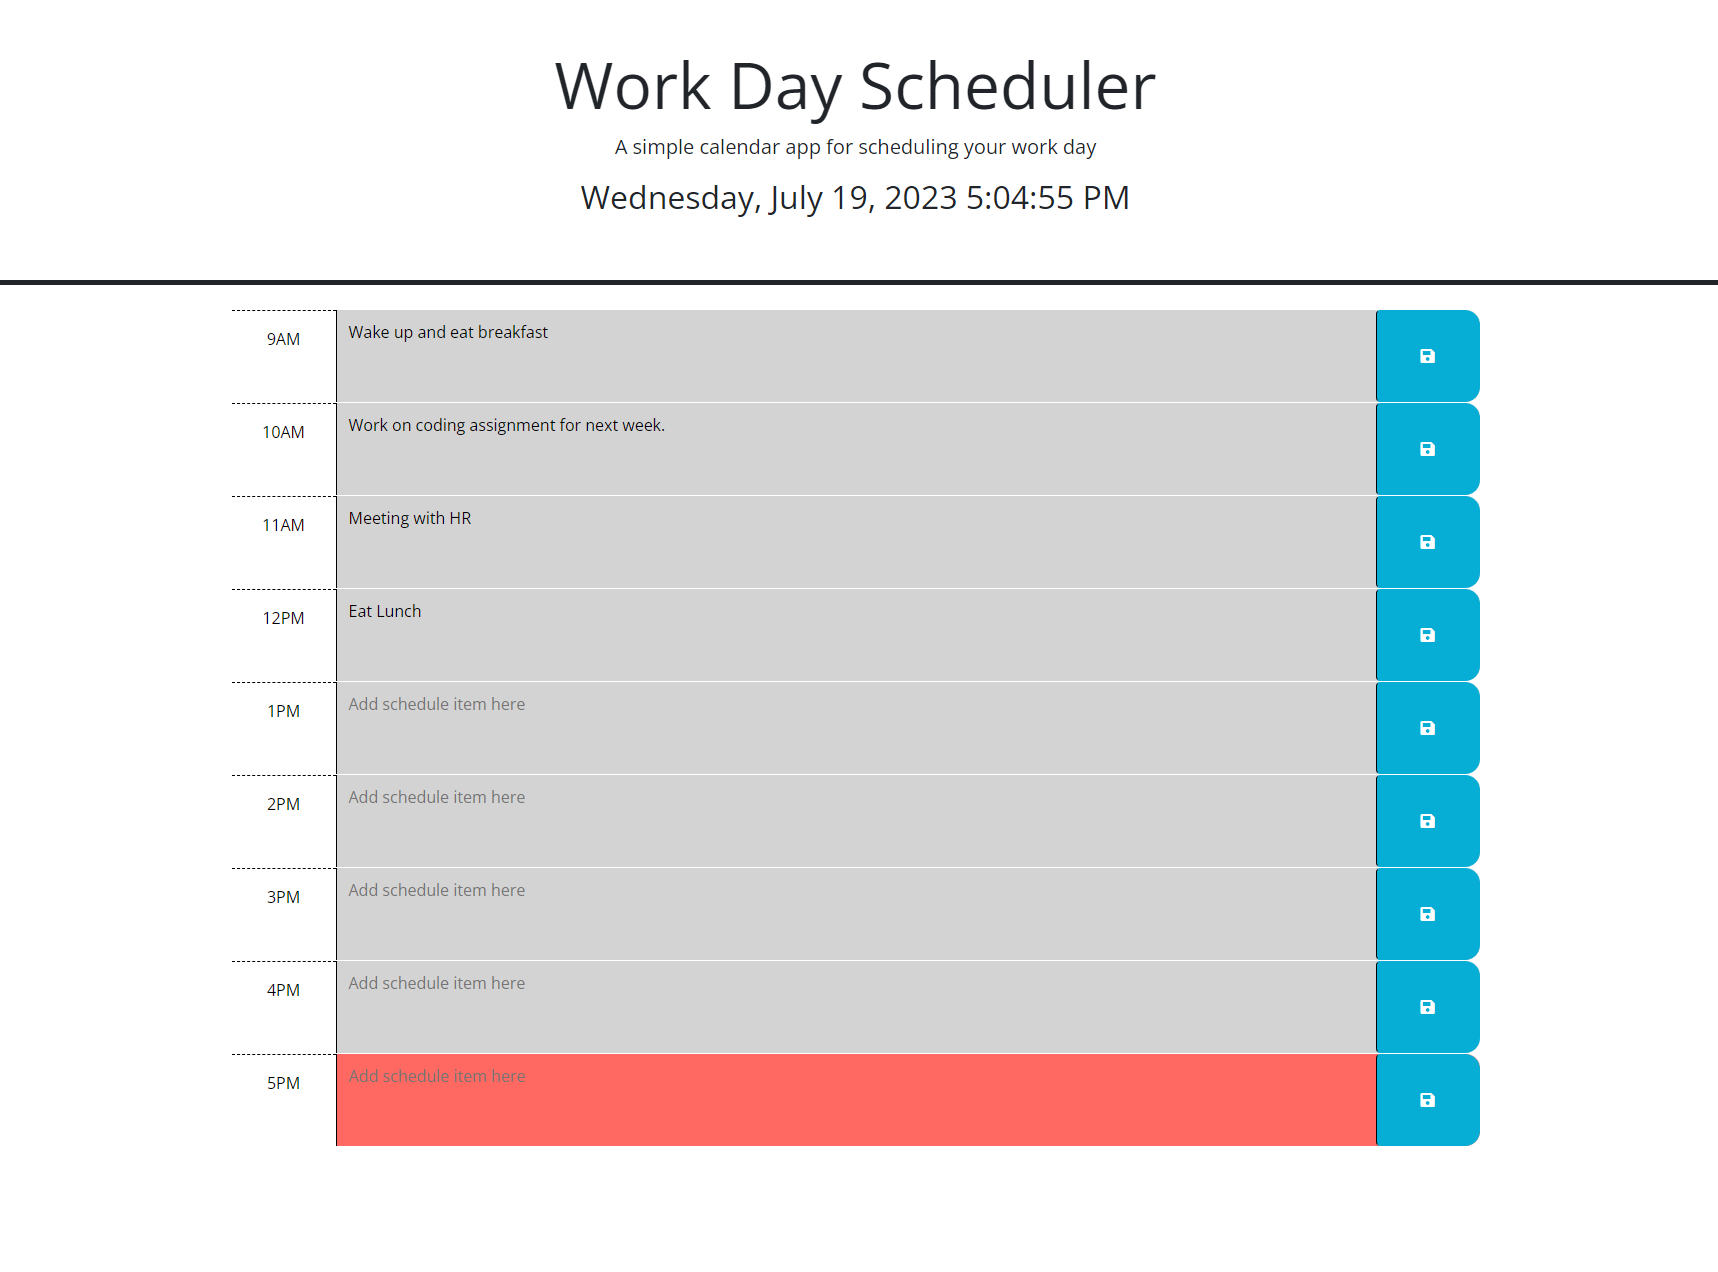 Work Day Scheduler
A simple calendar app for scheduling your work day
Wednesday, July 19, 2023 5:04:55 PM
9AM
Wake up and eat breakfast
10AM
Work on coding assignment for next week.
11AM
Meeting with HR
12PM
Eat Lunch
1PM
Add schedule item here
2PM
Add schedule item here
3PM
Add schedule item here
4PM
Add schedule item here
5PM
Add schedule item here